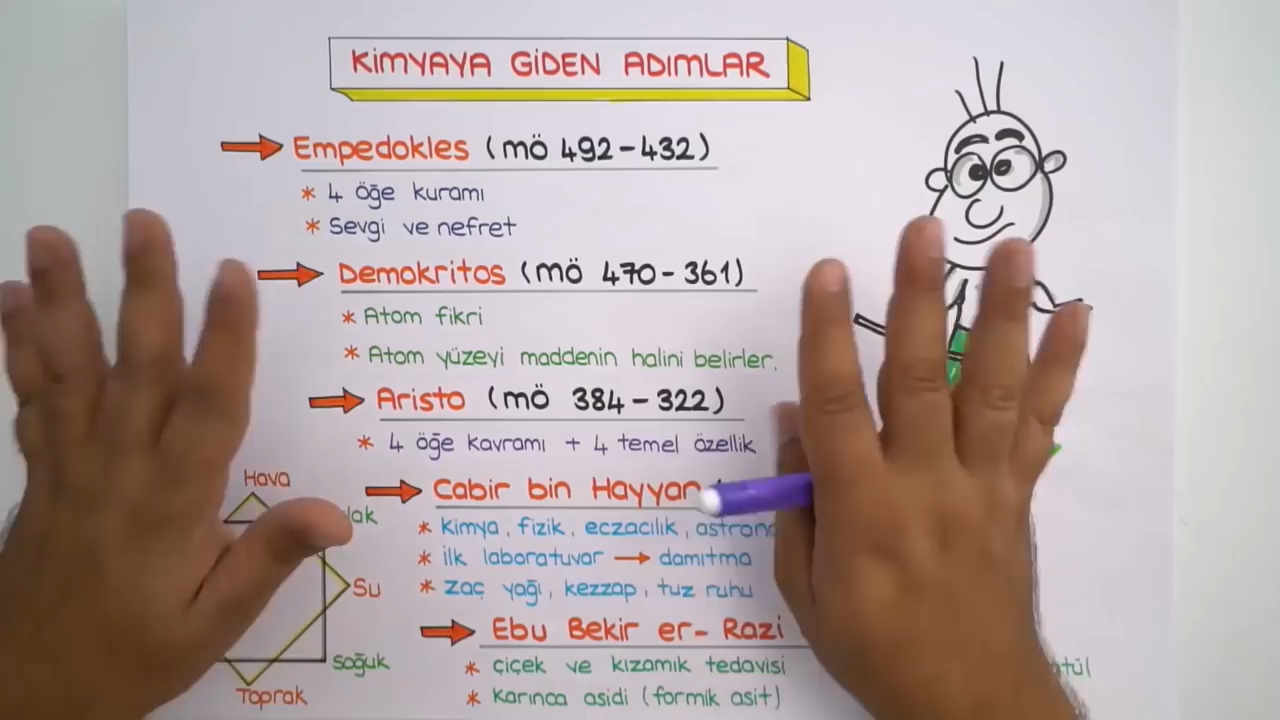 KİMYAYA GİDEN ADIMLAR
Empedokles (mö 492-432)
* 4 öğe kuramı
* Sevgi ve nefret
Demokritos (mö 470-361)
* Atom fikri
* Atom yüzeyi maddenin halini belirler.
Aristo (mö 384-322)
* 4 öğe kavramı + 4 temel özellik
Hava
Su
soğuk
Toprak
Cabir bin Hayyan
* kimya, fizik, eczacılık,
* ilk laboratuvar → damıtma
* zaç yağı, kezzap, tuz ruhu
Ebu Bekir er-Razi
* çiçek ve kızamık tedavisi
* karınca asidi (formik asit)